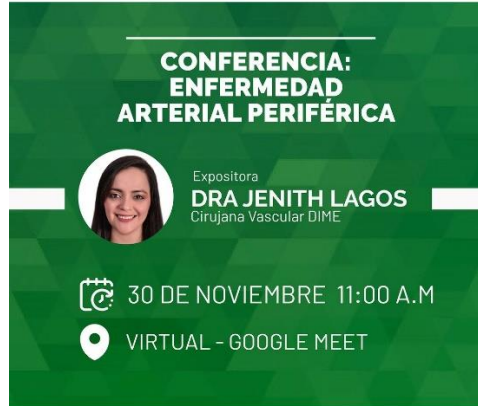 CONFERENCIA:
ENFERMEDAD
ARTERIAL PERIFÉRICA
Expositora
DRA JENITH LAGOS
Cirujana Vascular DIME
30 DE NOVIEMBRE 11:00 A.M
VIRTUAL - GOOGLE MEET